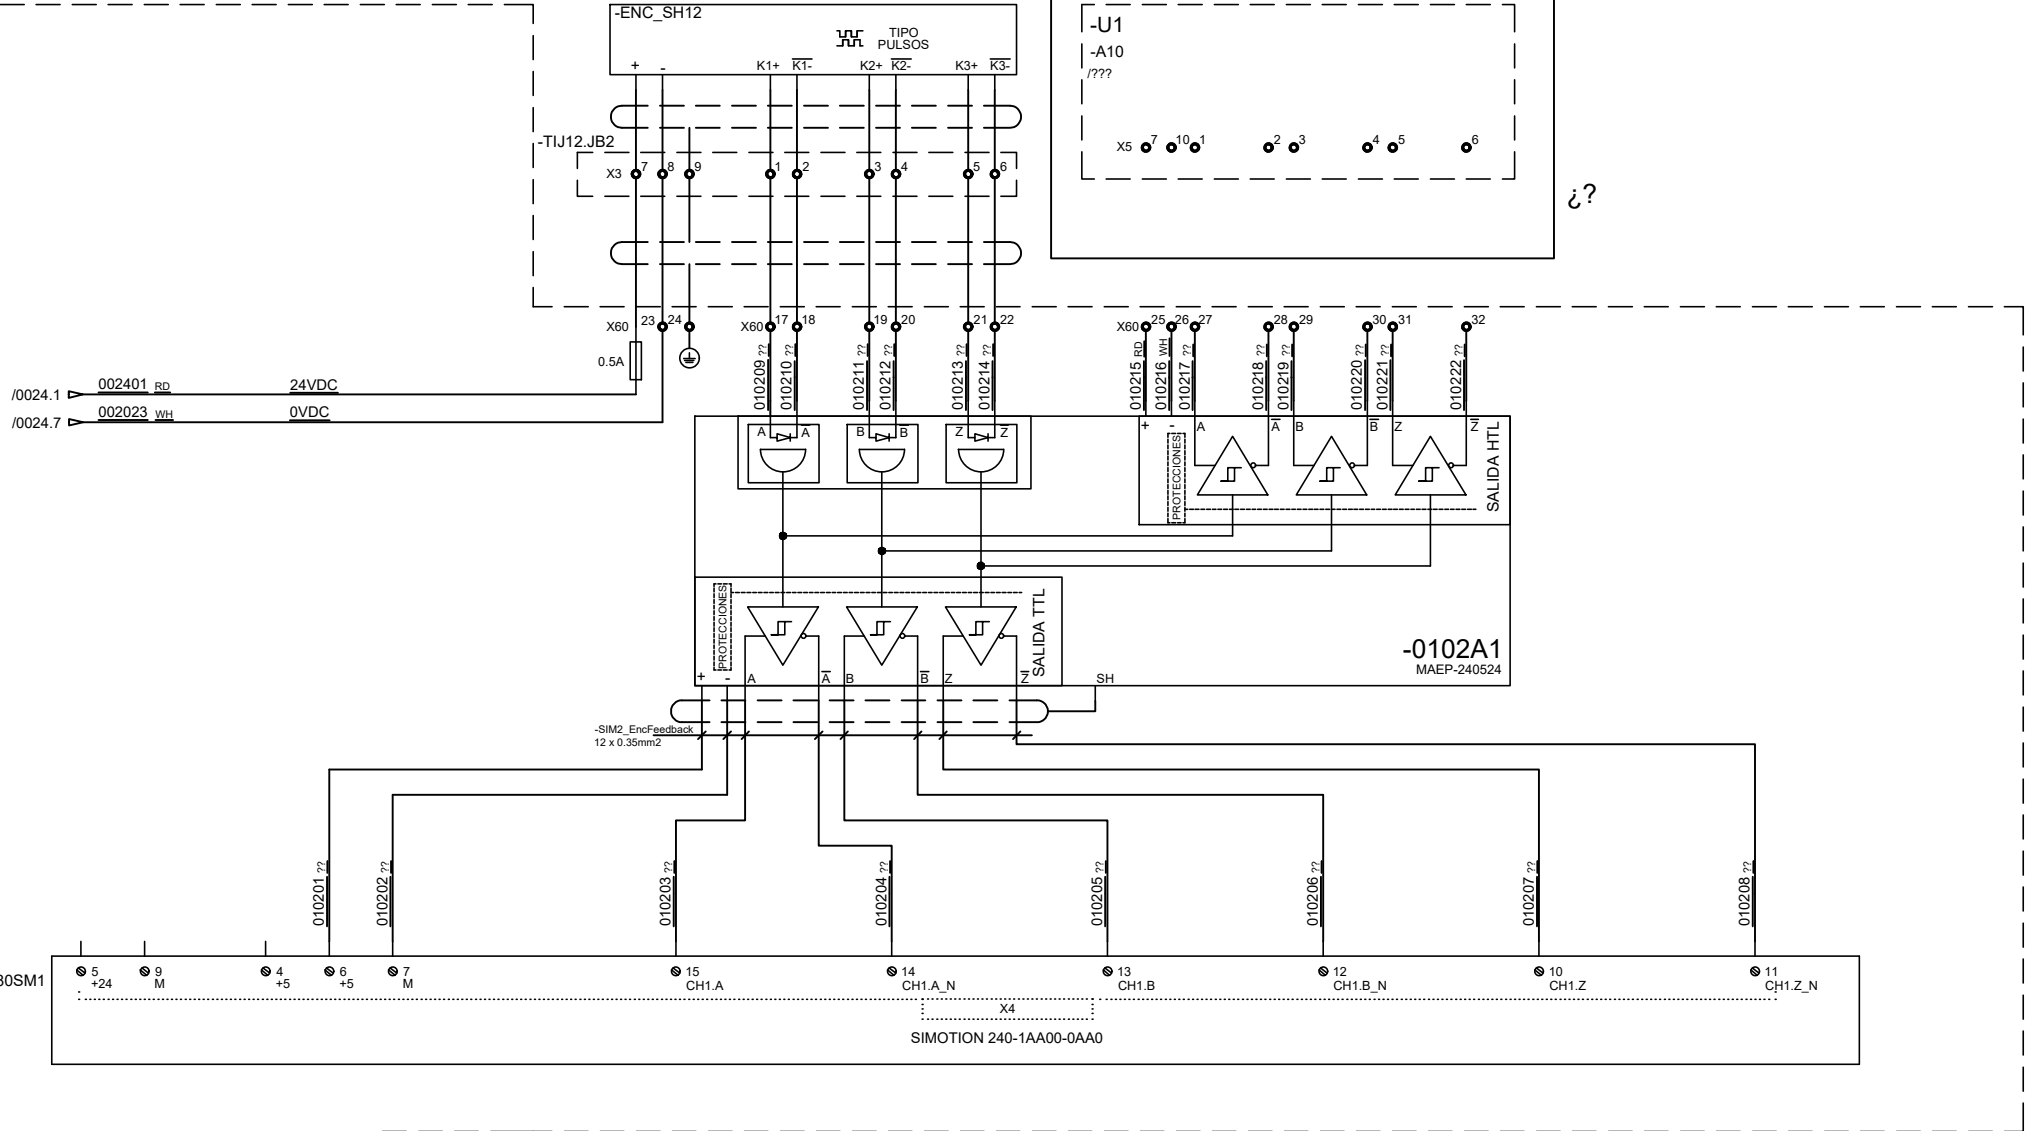 -ENC_SH12
TIPO
PULSOS
+ - K1+ K1- K2+ K2- K3+ K3-
-U1
-A10
/???
X5 7 10 1 2 3 4 5 6
¿?
-TIJ12.JB2
X3 7 8 9 1 2 3 4 5 6
X60 23 24 X60 17 18 19 20 21 22 X60 25 26 27 28 29 30 31 32
0.5A
010209 ??
010210 ??
010211 ??
010212 ??
010213 ??
010214 ??
010215 RD
010216 WH
010217 ??
010218 ??
010219 ??
010220 ??
010221 ??
010222 ??
/0024.1 002401 RD 24VDC
/0024.7 002023 WH 0VDC
A A B B Z Z
+ - A A B B Z Z
PROTECCIONES
SALIDA HTL
PROTECCIONES
SALIDA TTL
-0102A1
MAEP-240524
+ - A A B B Z Z SH
-SIM2_EncFeedback
12 x 0.35mm2
010201 ??
010202 ??
010203 ??
010204 ??
010205 ??
010206 ??
010207 ??
010208 ??
30SM1
5 9 4 6 7 15 14 13 12 10 11
+24 M +5 +5 M CH1.A CH1.A_N CH1.B CH1.B_N CH1.Z CH1.Z_N
X4
SIMOTION 240-1AA00-0AA0